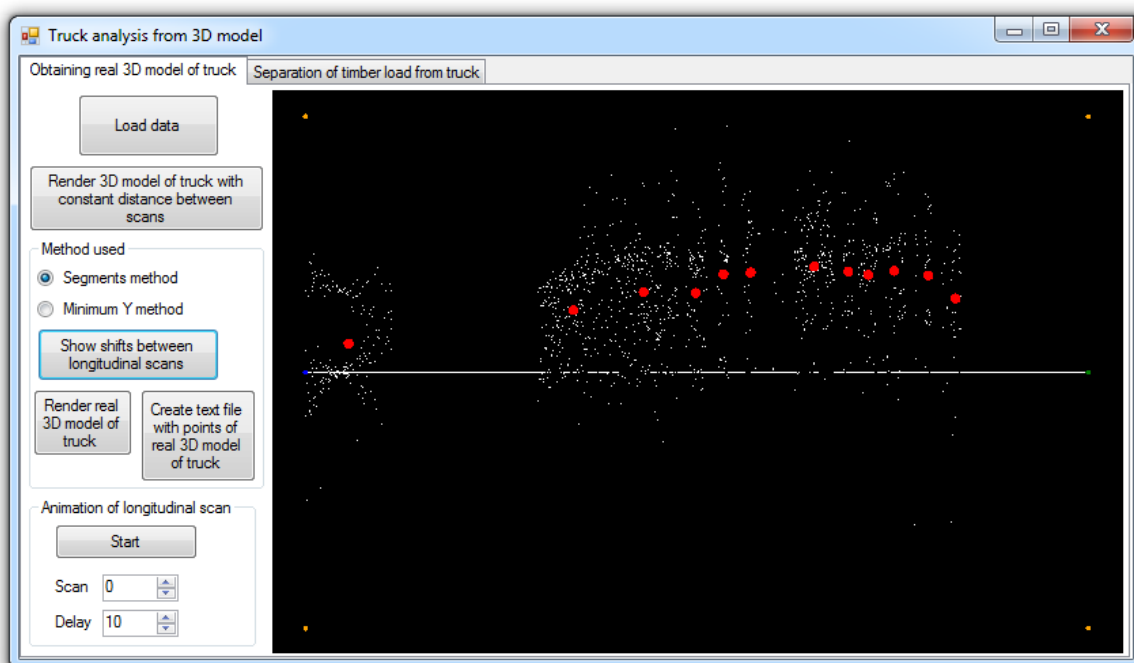 Truck analysis from 3D model
Obtaining real 3D model of truck
Separation of timber load from truck
Load data
Render 3D model of truck with
constant distance between
scans
Method used
Segments method
Minimum Y method
Show shifts between
longitudinal scans
Render real
3D model of
truck
Create text file
with points of
real 3D model
of truck
Animation of longitudinal scan
Start
Scan 0
Delay 10